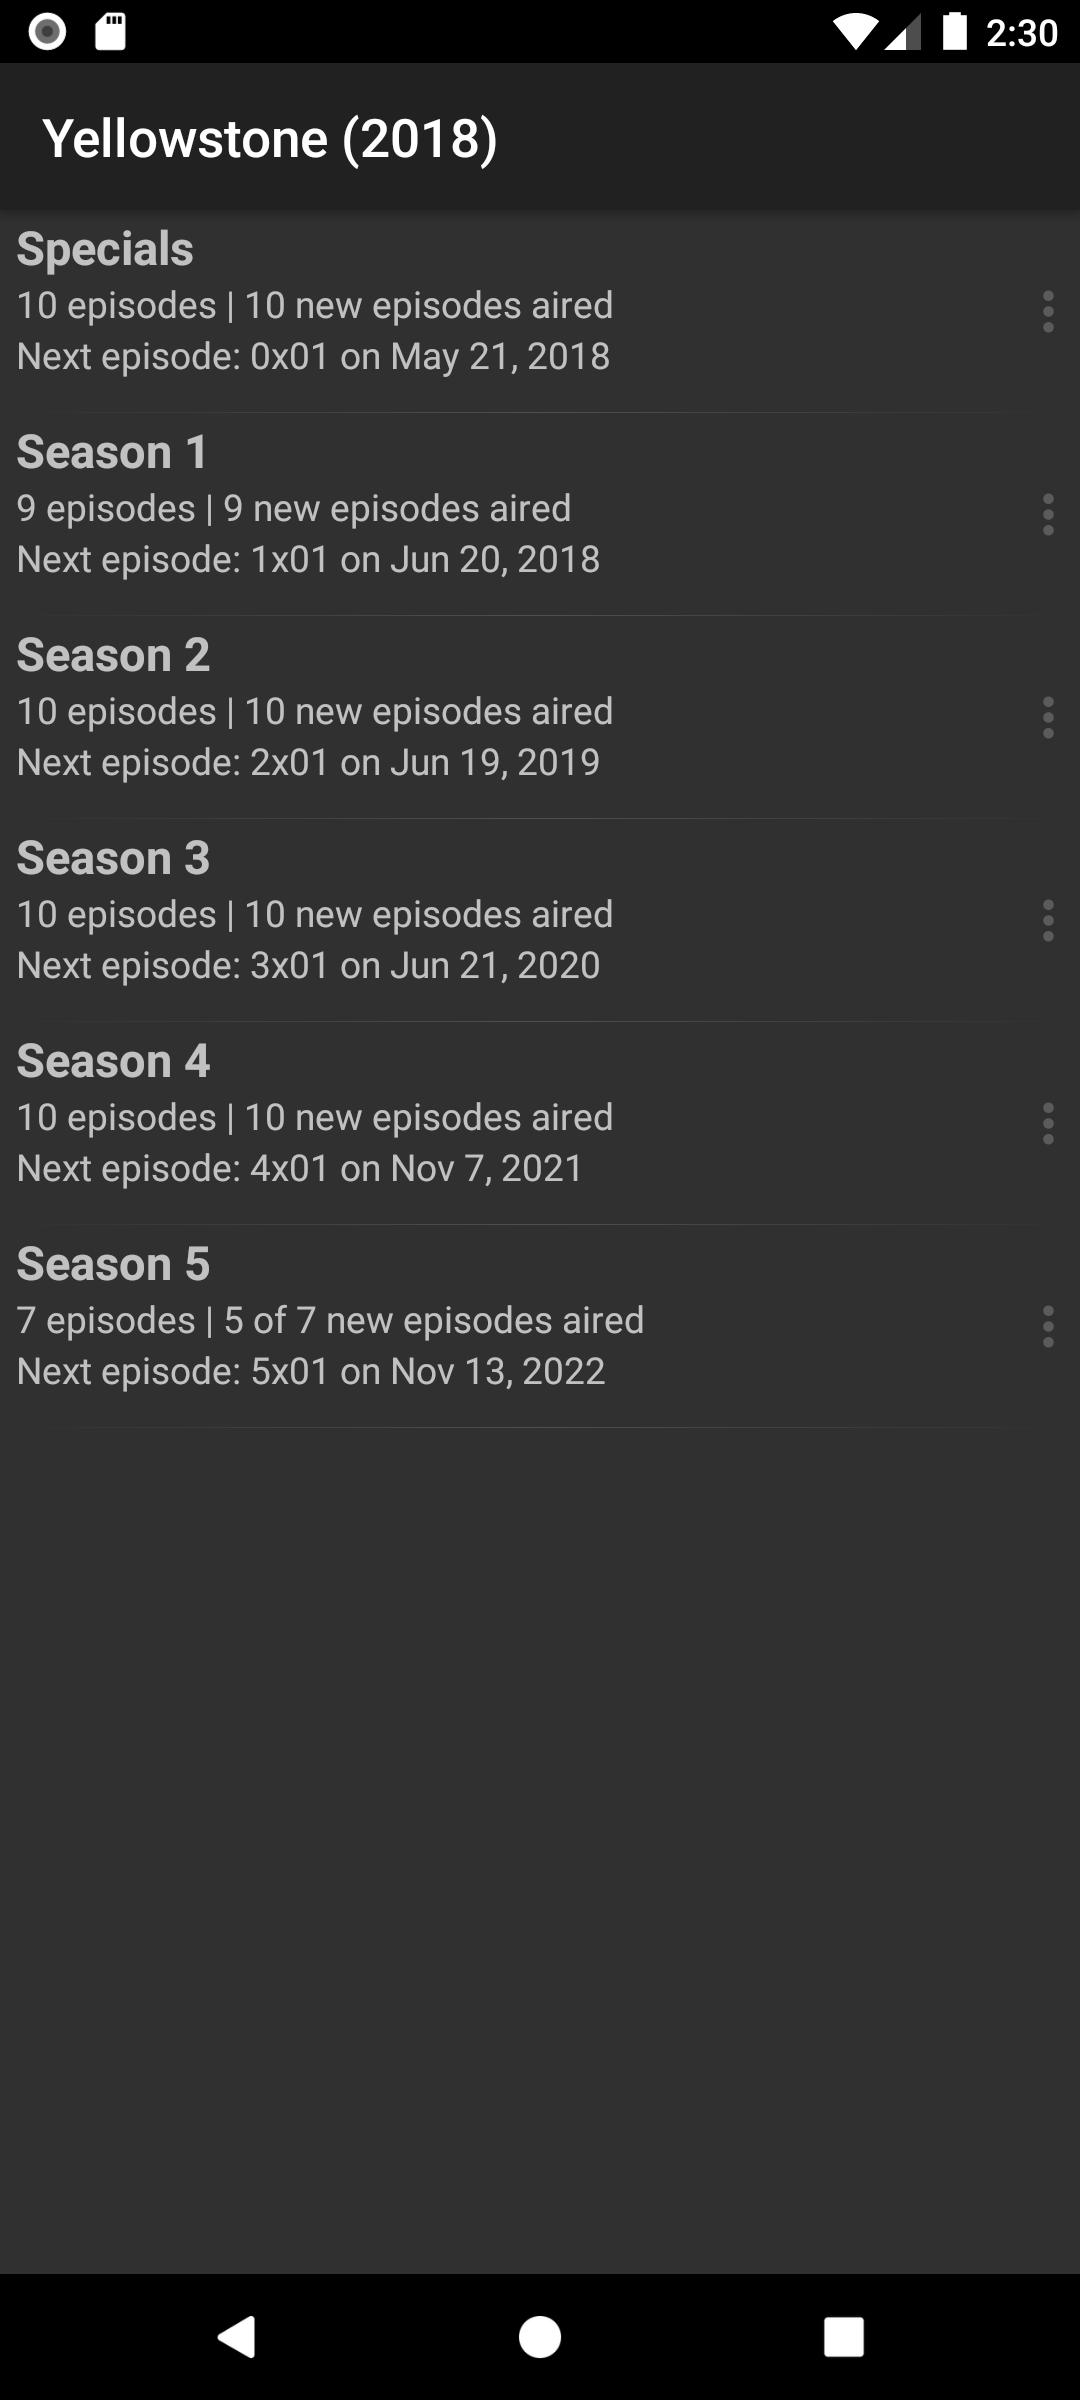 2:30
Yellowstone (2018)
Specials
10 episodes | 10 new episodes aired
Next episode: 0x01 on May 21, 2018
Season 1
9 episodes | 9 new episodes aired
Next episode: 1x01 on Jun 20, 2018
Season 2
10 episodes | 10 new episodes aired
Next episode: 2x01 on Jun 19, 2019
Season 3
10 episodes | 10 new episodes aired
Next episode: 3x01 on Jun 21, 2020
Season 4
10 episodes | 10 new episodes aired
Next episode: 4x01 on Nov 7, 2021
Season 5
7 episodes | 5 of 7 new episodes aired
Next episode: 5x01 on Nov 13, 2022